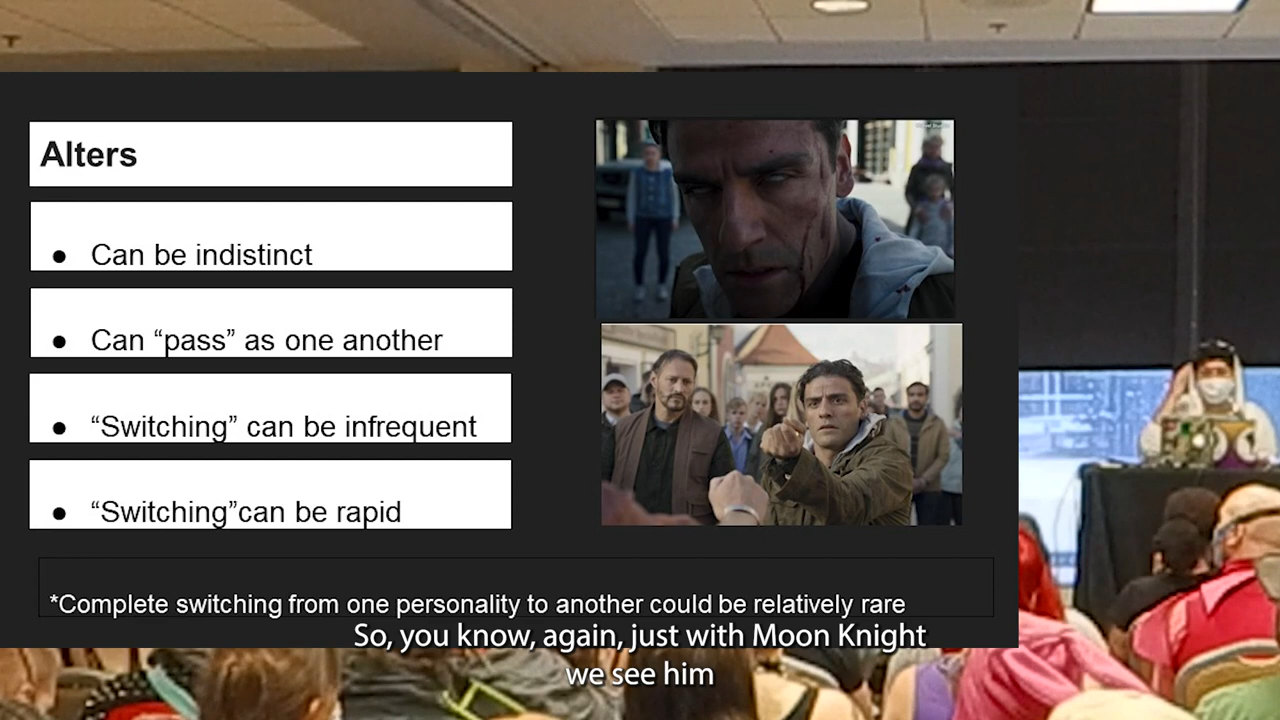 Alters
● Can be indistinct
● Can “pass” as one another
● “Switching” can be infrequent
● “Switching”can be rapid
*Complete switching from one personality to another could be relatively rare
So, you know, again, just with Moon Knight
we see him